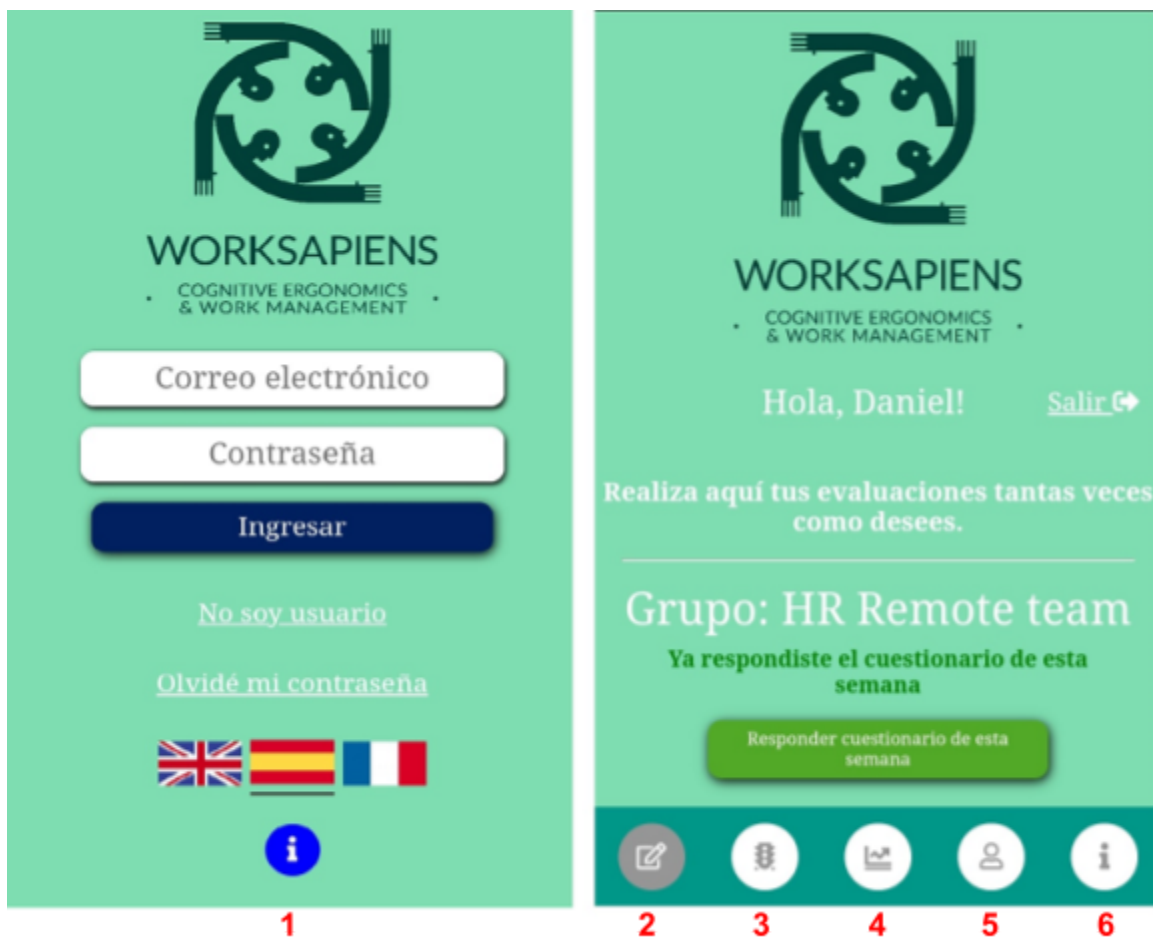 WORKSAPIENS
COGNITIVE ERGONOMICS
& WORK MANAGEMENT
Correo electrónico
Contraseña
Ingresar
No soy usuario
Olvidé mi contraseña
i
1
WORKSAPIENS
COGNITIVE ERGONOMICS
& WORK MANAGEMENT
Hola, Daniel! Salir
Realiza aquí tus evaluaciones tantas veces
como desees.
Grupo: HR Remote team
Ya respondiste el cuestionario de esta
semana
Responder cuestionario de esta
semana
i
2 3 4 5 6